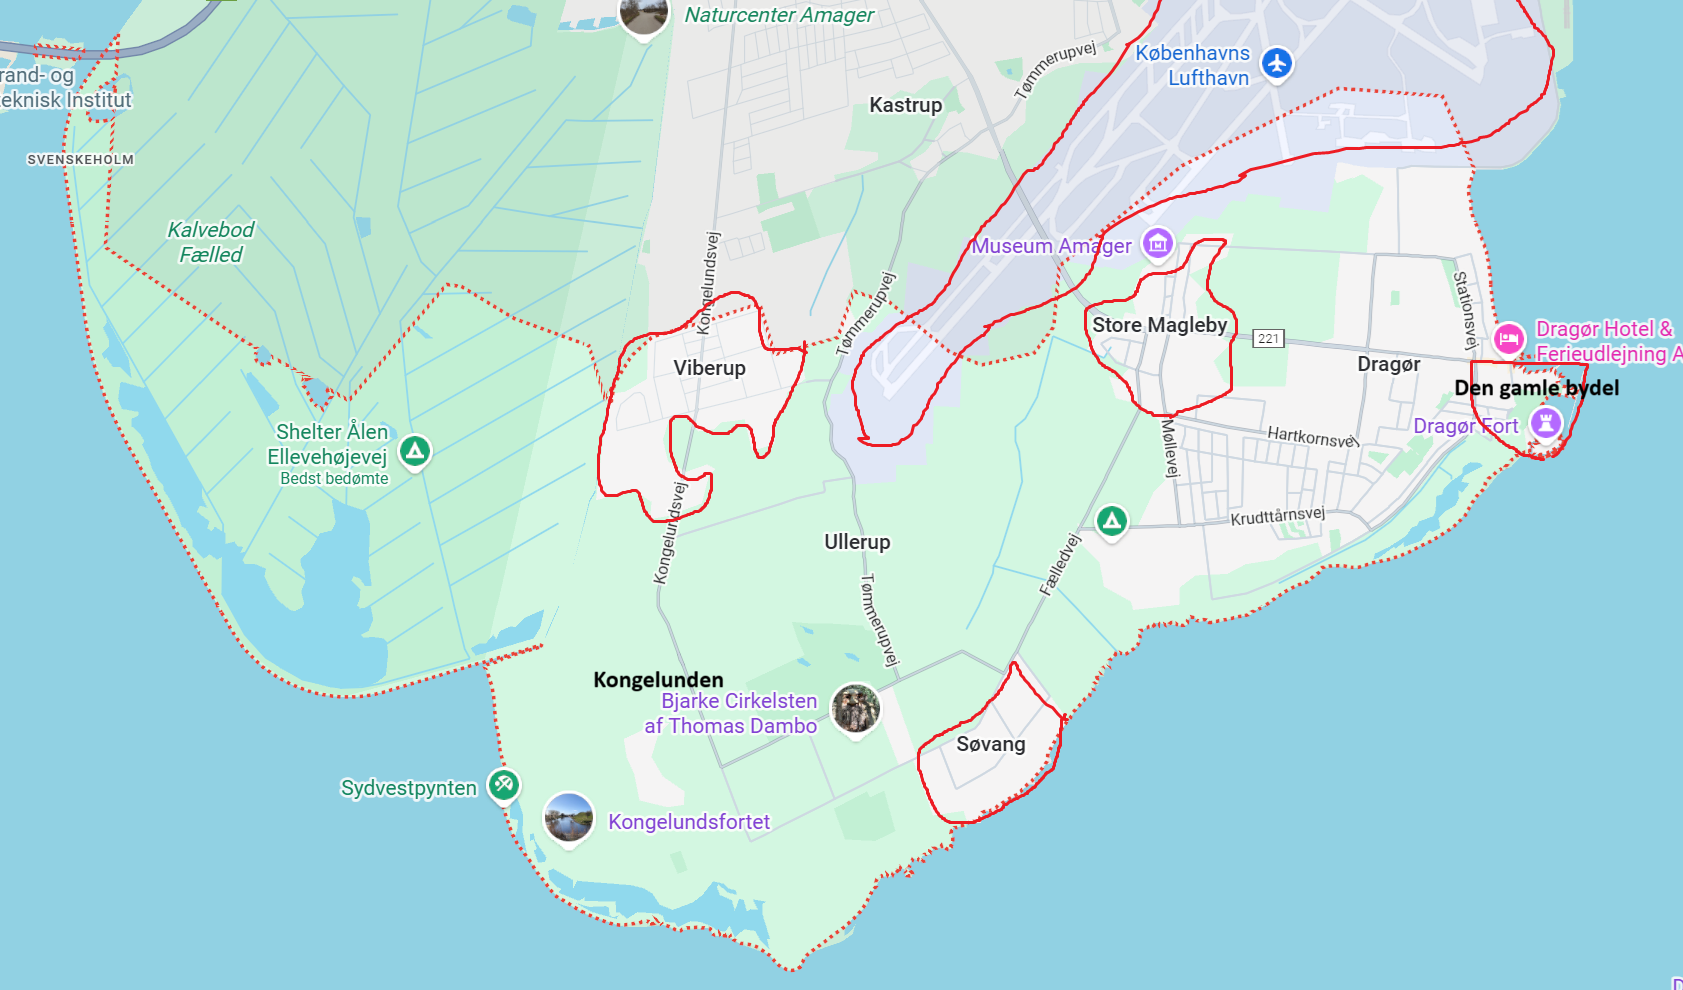 Naturcenter Amager
Københavns
Lufthavn
Tømmerupvej
rand- og
teknisk Institut
Kastrup
SVENSKEHOLM
Kalvebod
Fælled
Kongelundsvej
Museum Amager
Tømmerupvej
Stationsvej
Store Magleby
221
Dragør Hotel &
Ferieudlejning A
Viberup
Dragør
Den gamle bydel
Dragør Fort
Shelter Ålen
Ellevehøjevej
Bedst bedømte
Hartkornsvej
Møllevej
Kongelundsvej
Krudttårnsvej
Ullerup
Fælledvej
Tømmerupvej
Kongelunden
Bjarke Cirkelsten
af Thomas Dambo
Søvang
Sydvestpynten
Kongelundsfortet